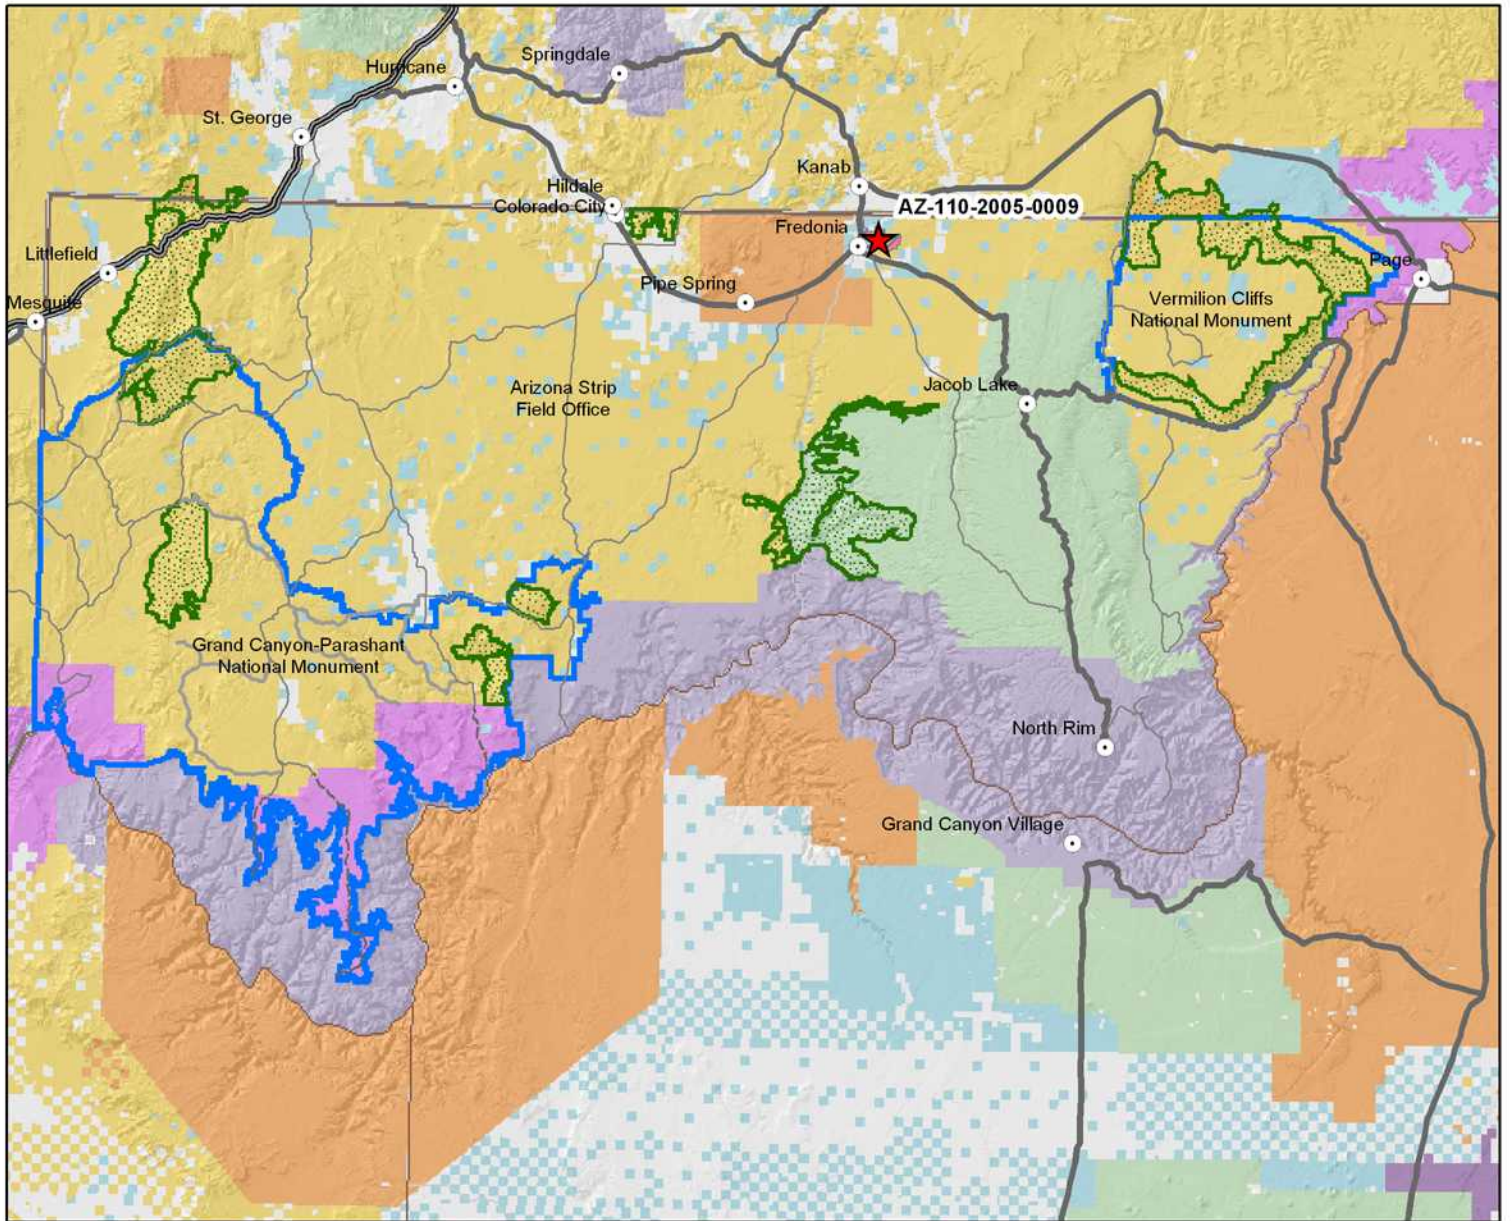 Springdale
Hurricane
St. George
Kanab
Hildale
Colorado City
AZ-110-2005-0009
Fredonia
Littlefield
Page
Pipe Spring
Mesquite
Vermilion Cliffs
National Monument
Arizona Strip
Field Office
Jacob Lake
Grand Canyon-Parashant
National Monument
North Rim
Grand Canyon Village